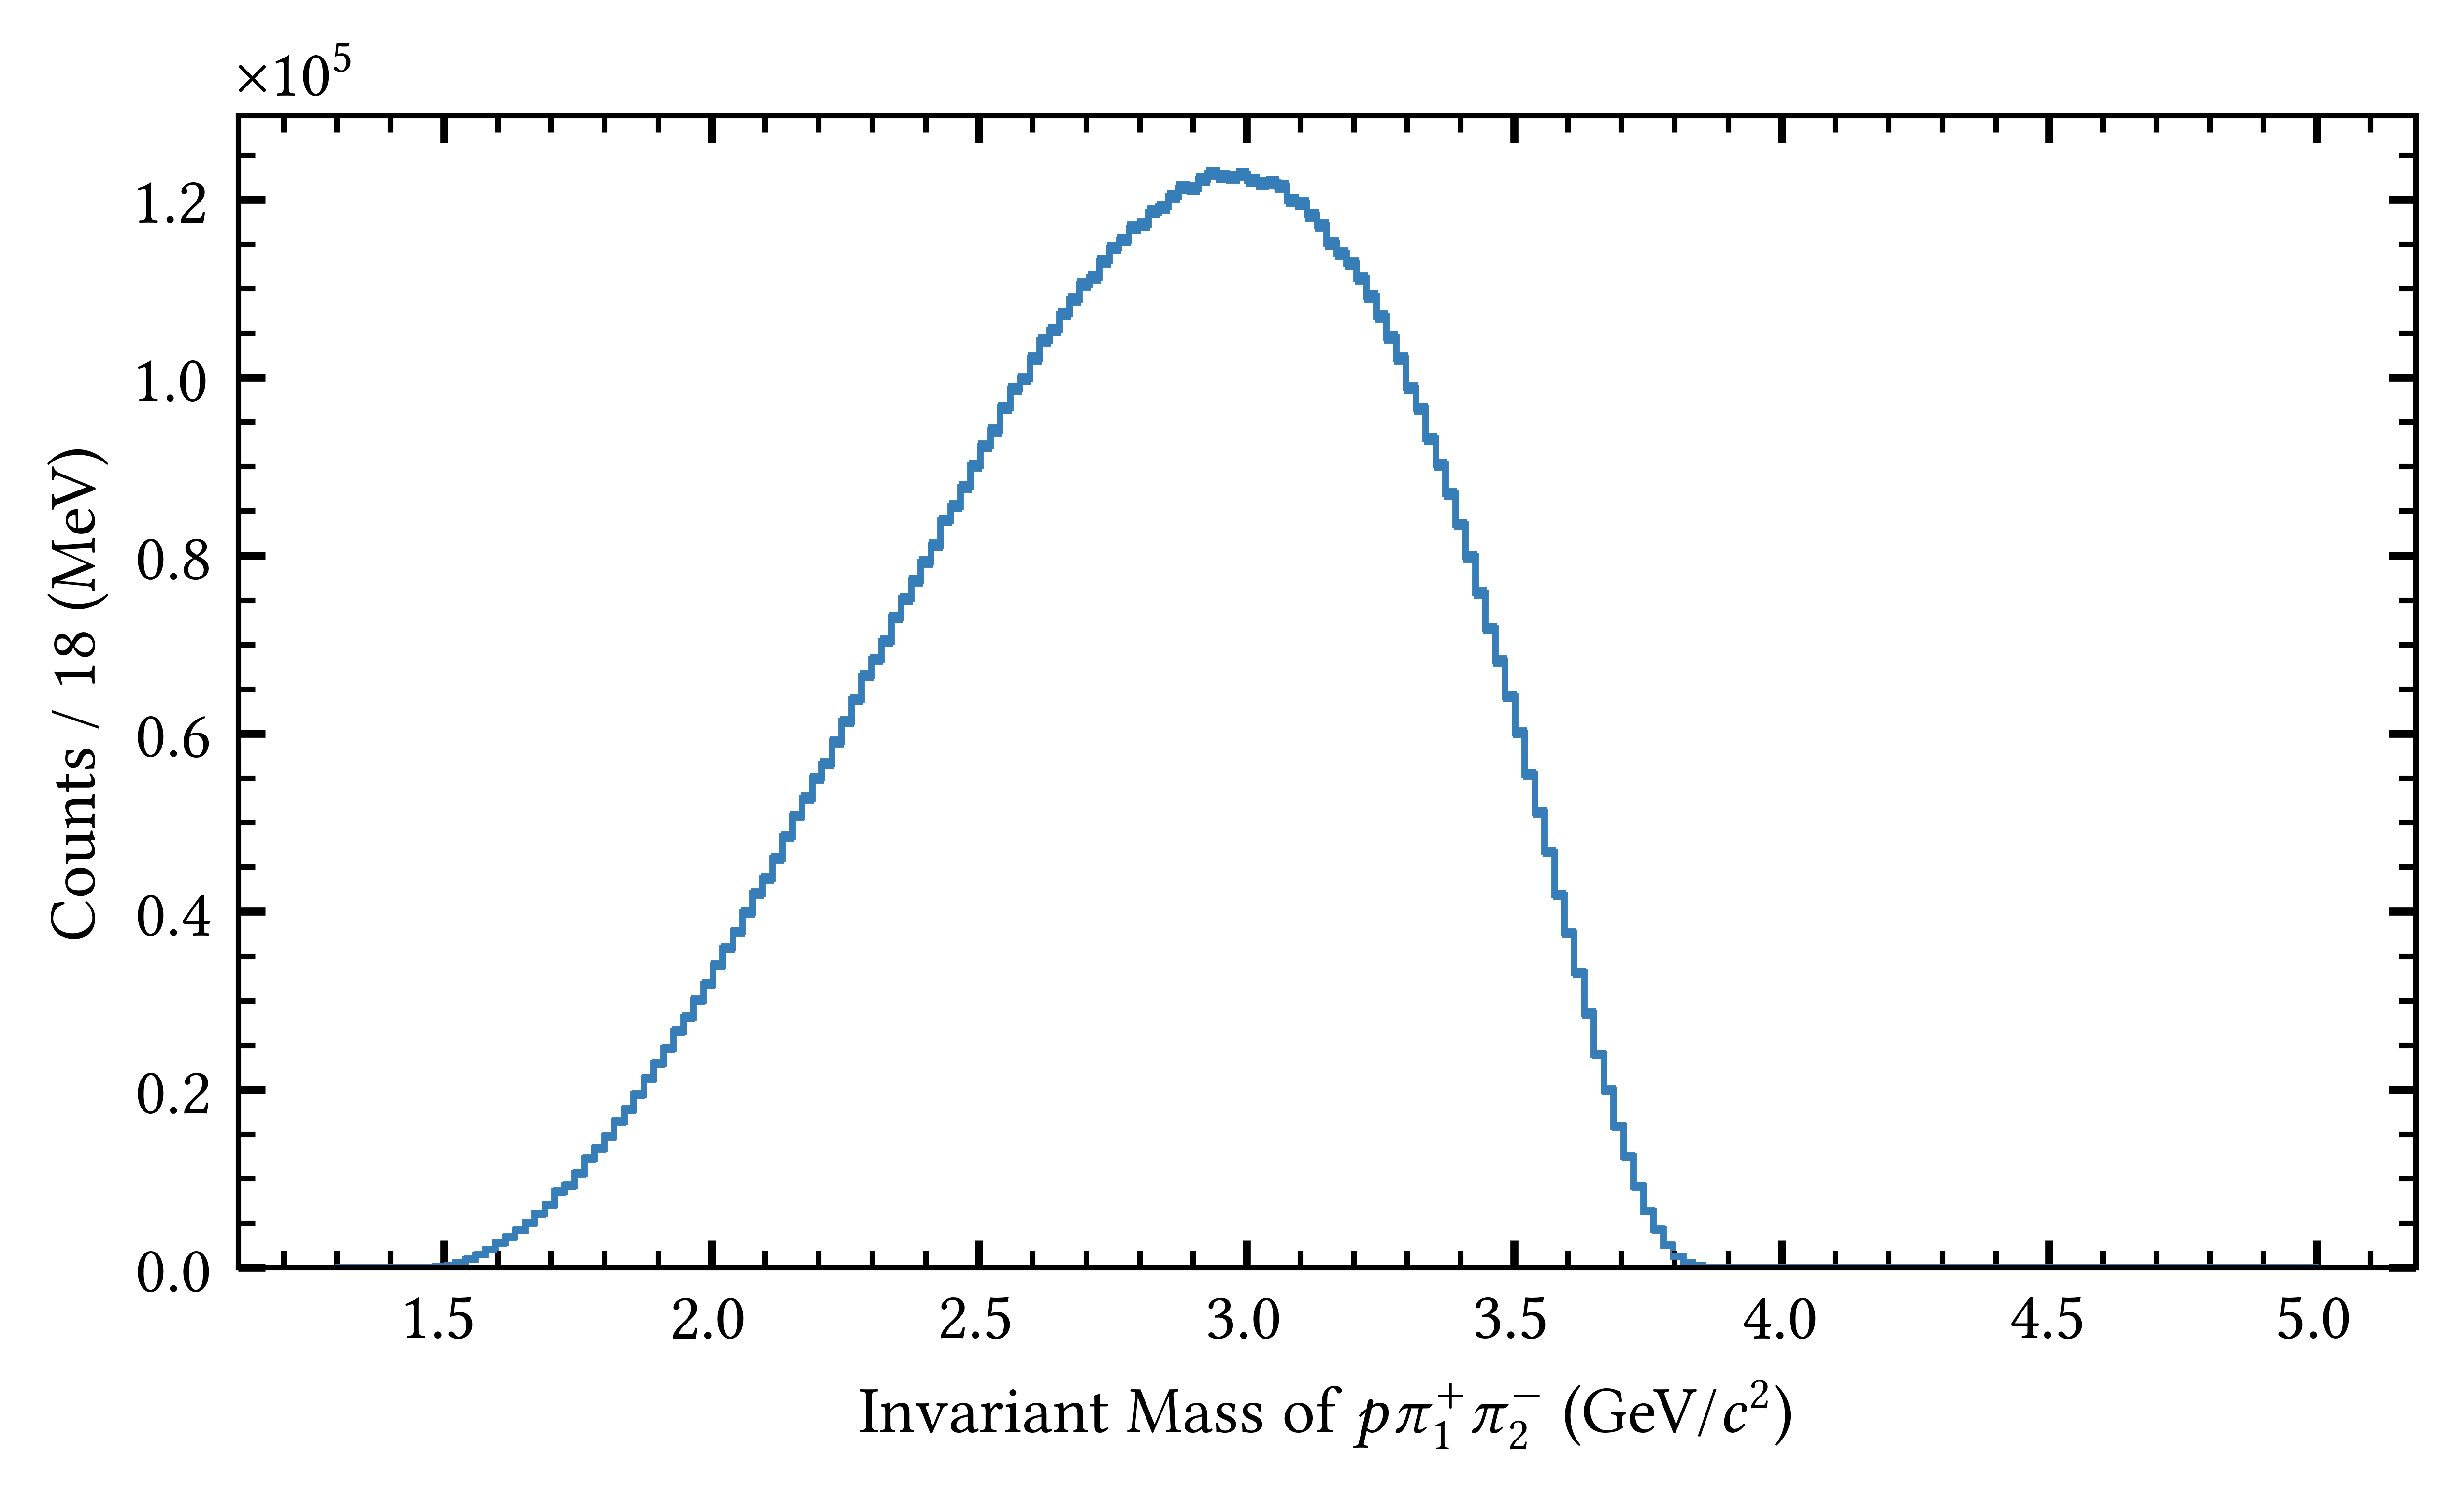 ×10⁵
1.2
1.0
0.8
0.6
0.4
0.2
0.0
Counts / 18 (MeV)
1.5 2.0 2.5 3.0 3.5 4.0 4.5 5.0
Invariant Mass of pπ₁⁺π₂⁻ (GeV/c²)